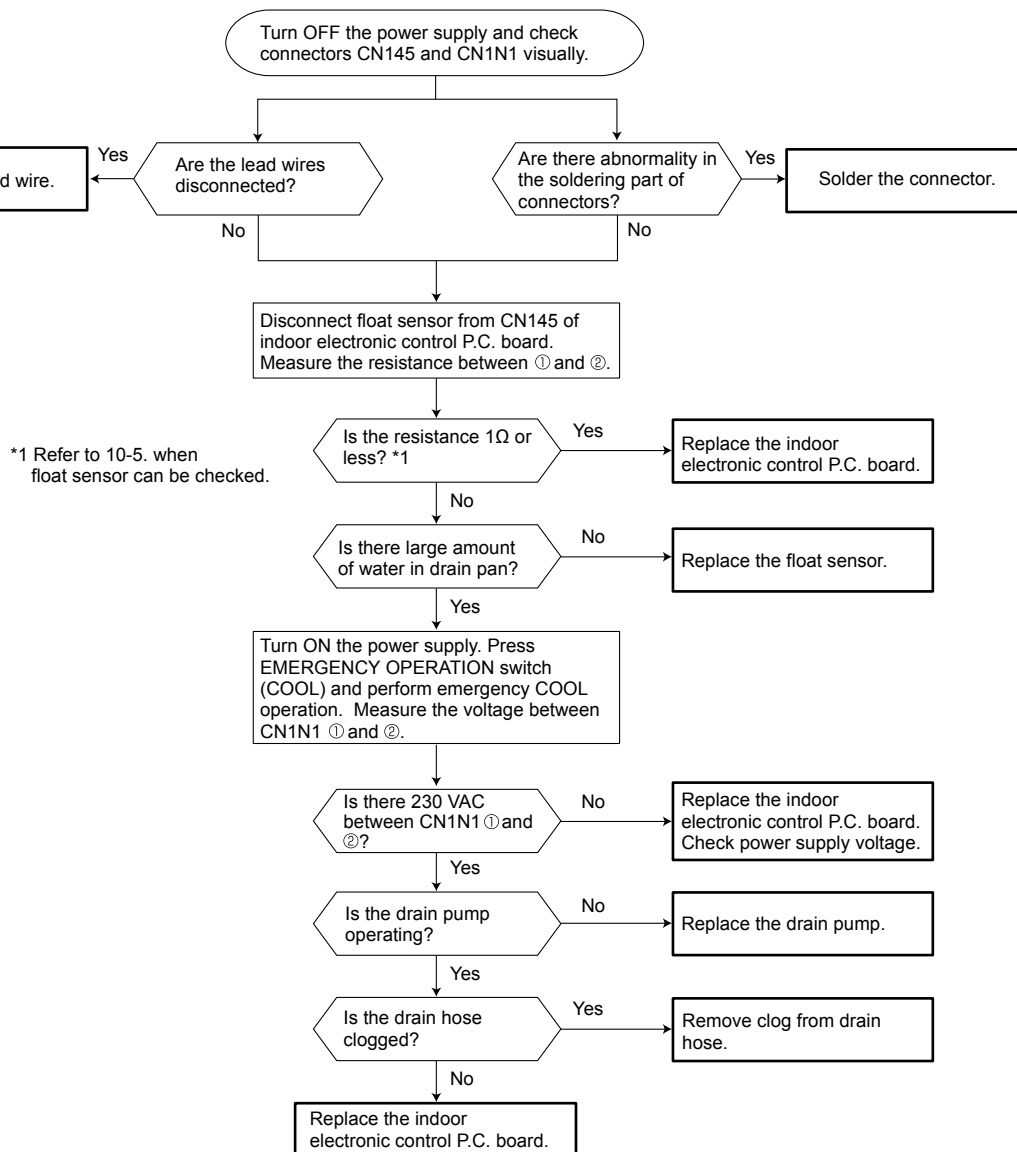 Turn OFF the power supply and check
connectors CN145 and CN1N1 visually.
Yes
d wire.
Are the lead wires
disconnected?
No
Are there abnormality in
the soldering part of
connectors?
Yes
Solder the connector.
No
Disconnect float sensor from CN145 of
indoor electronic control P.C. board.
Measure the resistance between ① and ②.
*1 Refer to 10-5. when
float sensor can be checked.
Is the resistance 1Ω or
less? *1
Yes
Replace the indoor
electronic control P.C. board.
No
Is there large amount
of water in drain pan?
No
Replace the float sensor.
Yes
Turn ON the power supply. Press
EMERGENCY OPERATION switch
(COOL) and perform emergency COOL
operation. Measure the voltage between
CN1N1 ① and ②.
Is there 230 VAC
between CN1N1 ① and
②?
No
Replace the indoor
electronic control P.C. board.
Check power supply voltage.
Yes
Is the drain pump
operating?
No
Replace the drain pump.
Yes
Is the drain hose
clogged?
Yes
Remove clog from drain
hose.
No
Replace the indoor
electronic control P.C. board.